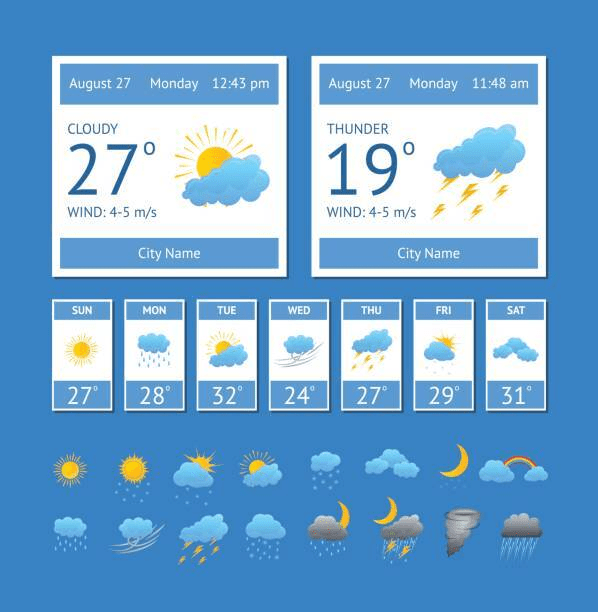 August 27 Monday 12:43 pm
CLOUDY
27°
WIND: 4-5 m/s
City Name
August 27 Monday 11:48 am
THUNDER
19°
WIND: 4-5 m/s
City Name
SUN MON TUE WED THU FRI SAT
27° 28° 32° 24° 27° 29° 31°